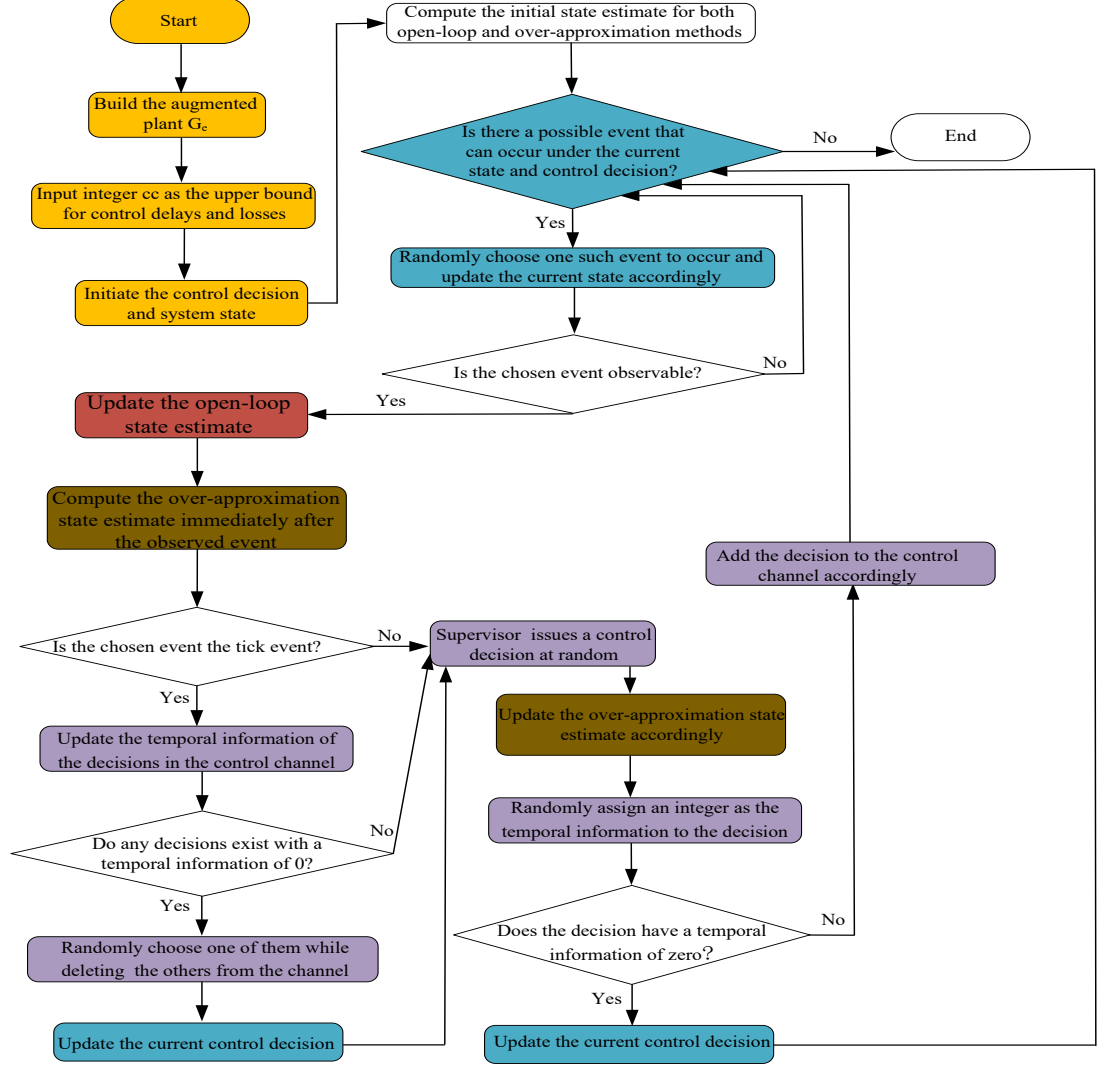 Start
Build the augmented
plant Gc
Input integer cc as the upper bound
for control delays and losses
Initiate the control decision
and system state
Compute the initial state estimate for both
open-loop and over-approximation methods
Is there a possible event that
can occur under the current
state and control decision?
No
End
Yes
Randomly choose one such event to occur and
update the current state accordingly
Is the chosen event observable?
No
Yes
Update the open-loop
state estimate
Compute the over-approximation
state estimate immediately after
the observed event
Is the chosen event the tick event?
No
Yes
Update the temporal information of
the decisions in the control channel
Do any decisions exist with a
temporal information of 0?
No
Yes
Randomly choose one of them while
deleting the others from the channel
Update the current control decision
Supervisor issues a control
decision at random
Update the over-approximation state
estimate accordingly
Randomly assign an integer as the
temporal information to the decision
Does the decision have a temporal
information of zero?
No
Yes
Add the decision to the control
channel accordingly
Update the current control decision